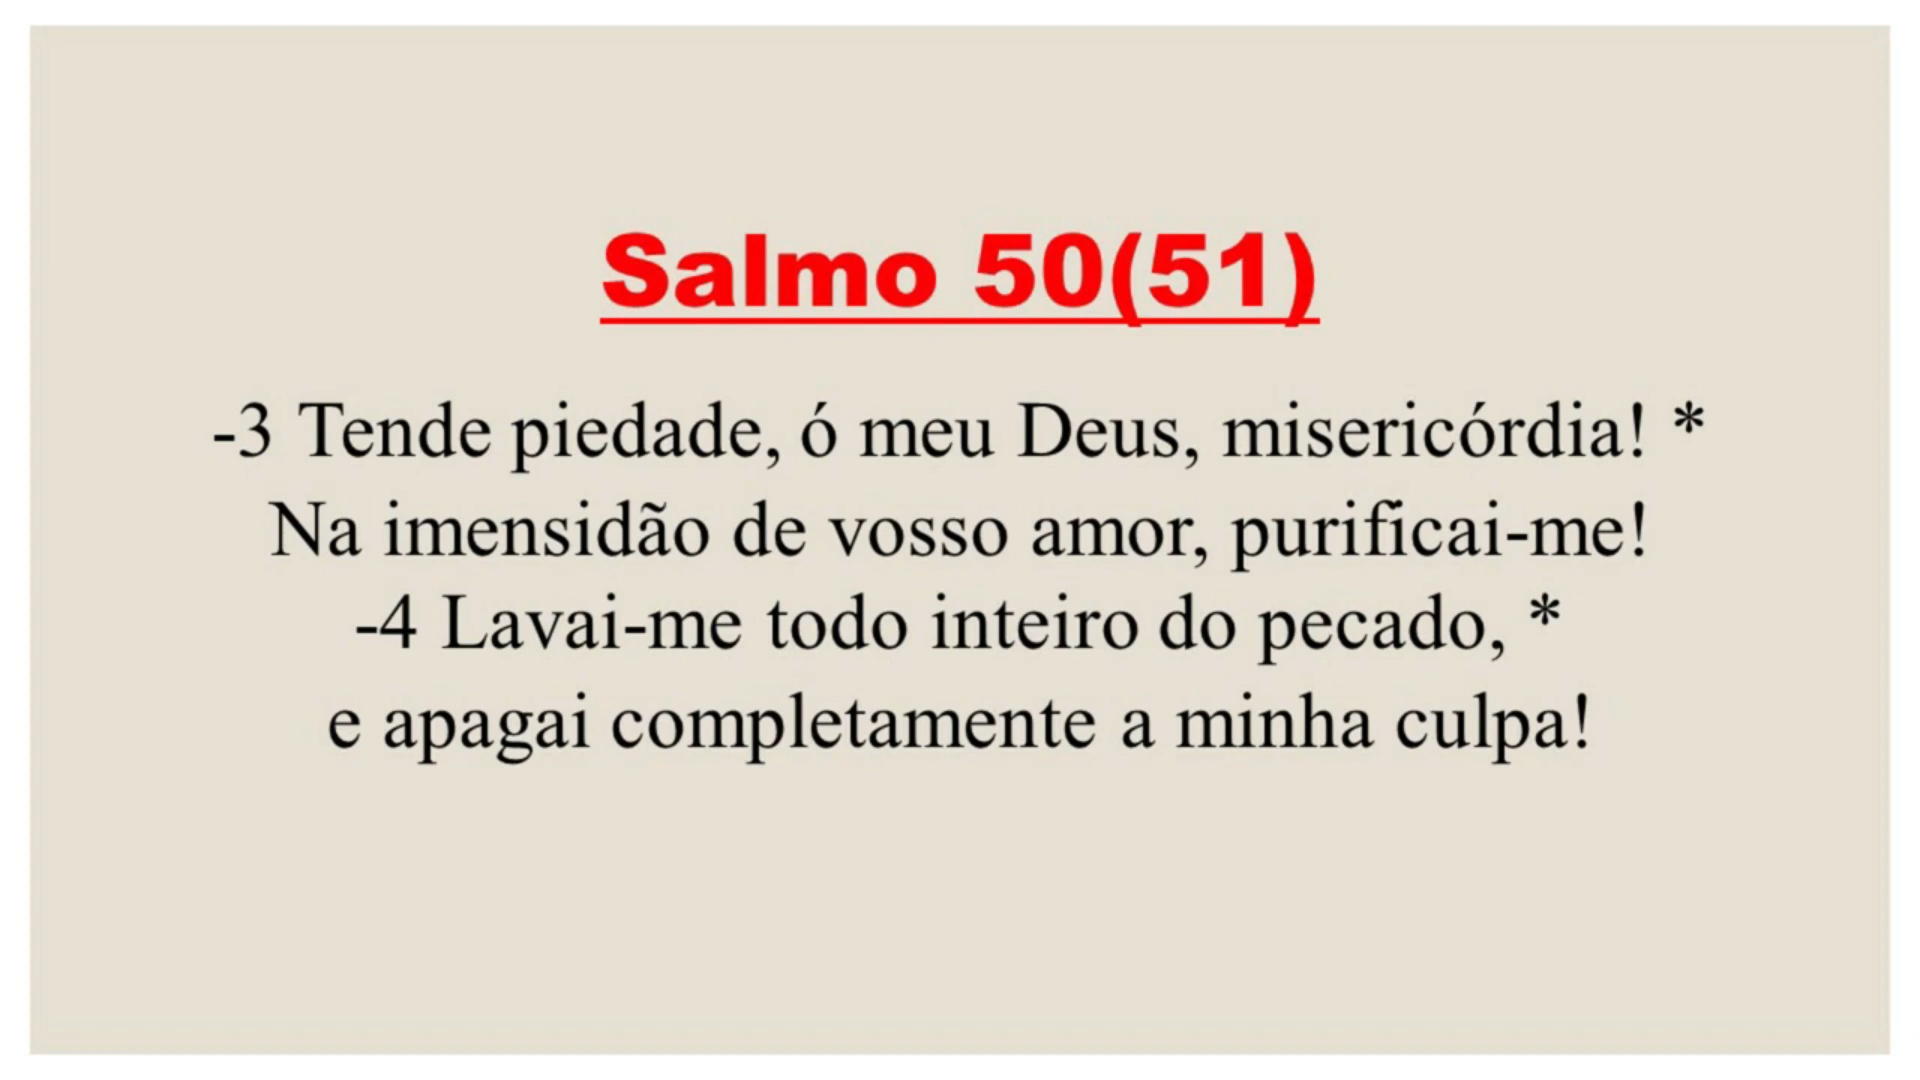 Salmo 50(51)
-3 Tende piedade, ó meu Deus, misericórdia! *
Na imensidão de vosso amor, purificai-me!
-4 Lavai-me todo inteiro do pecado, *
e apagai completamente a minha culpa!